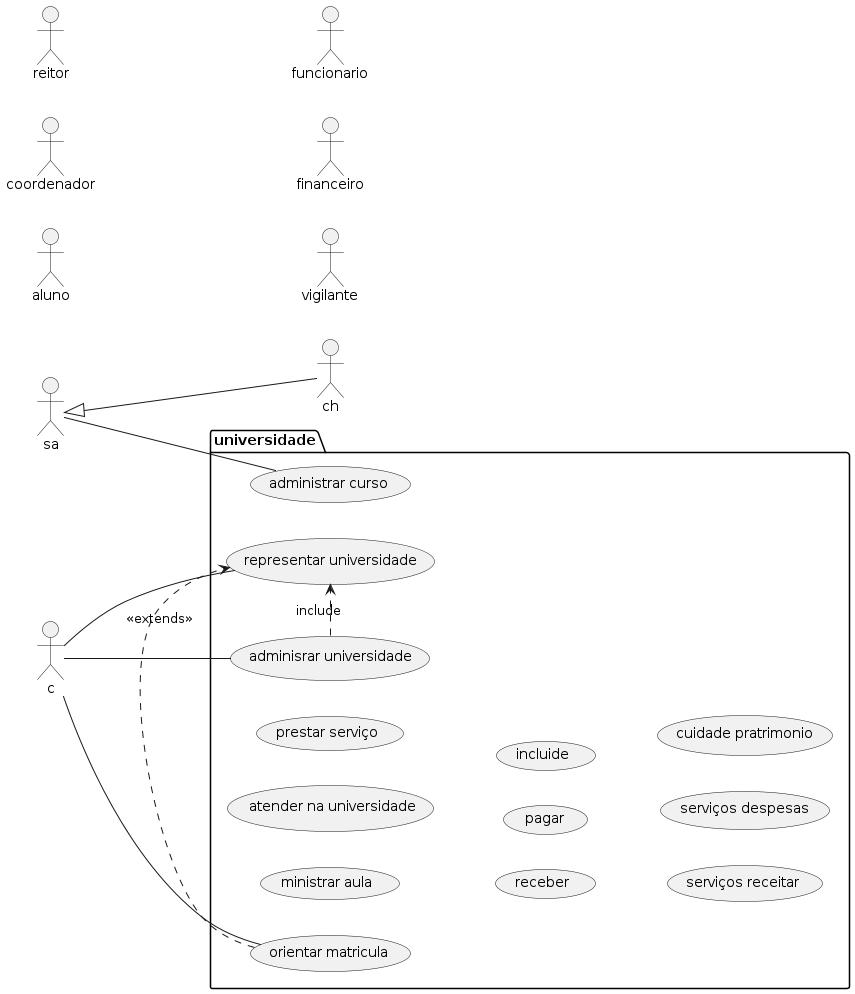 reitor
funcionario
coordenador
financeiro
aluno
vigilante
ch
sa
universidade
administrar curso
representar universidade
include
«extends»
adminisrar universidade
c
prestar serviço
cuidade pratrimonio
incluide
atender na universidade
serviços despesas
pagar
ministrar aula
receber
serviços receitar
orientar matricula